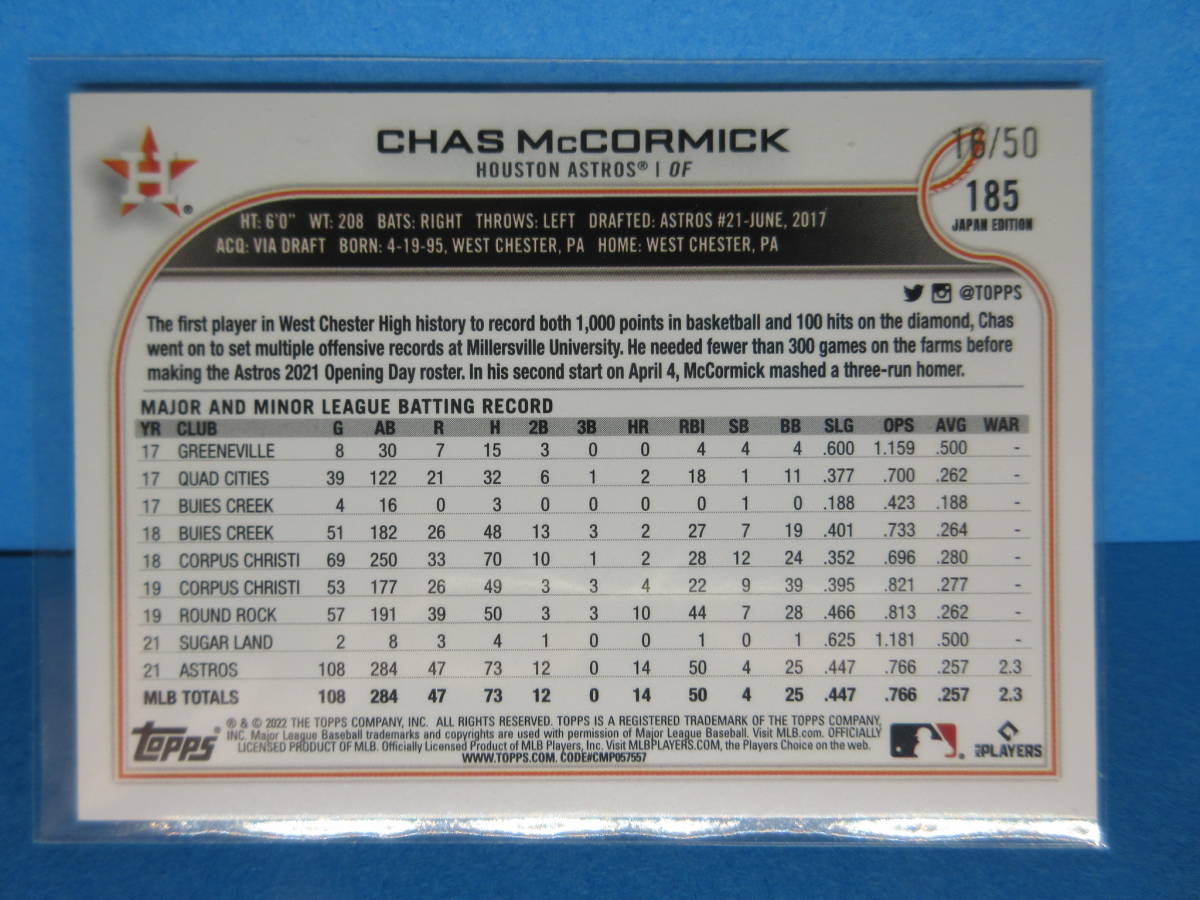 CHAS McCORMICK
HOUSTON ASTROS® | OF
16/50
185
JAPAN EDITION
H ®
HT: 6'0" WT: 208 BATS: RIGHT THROWS: LEFT DRAFTED: ASTROS #21-JUNE, 2017
ACQ: VIA DRAFT BORN: 4-19-95, WEST CHESTER, PA HOME: WEST CHESTER, PA
@TOPPS
The first player in West Chester High history to record both 1,000 points in basketball and 100 hits on the diamond, Chas
went on to set multiple offensive records at Millersville University. He needed fewer than 300 games on the farms before
making the Astros 2021 Opening Day roster. In his second start on April 4, McCormick mashed a three-run homer.
MAJOR AND MINOR LEAGUE BATTING RECORD
YR CLUB G AB R H 2B 3B HR RBI SB BB SLG OPS AVG WAR
17 GREENEVILLE 8 30 7 15 3 0 0 4 4 4 .600 1.159 .500 -
17 QUAD CITIES 39 122 21 32 6 1 2 18 1 11 .377 .700 .262 -
17 BUIES CREEK 4 16 0 3 0 0 0 0 1 0 .188 .423 .188 -
18 BUIES CREEK 51 182 26 48 13 3 2 27 7 19 .401 .733 .264 -
18 CORPUS CHRISTI 69 250 33 70 10 1 2 28 12 24 .352 .696 .280 -
19 CORPUS CHRISTI 53 177 26 49 3 3 4 22 9 39 .395 .821 .277 -
19 ROUND ROCK 57 191 39 50 3 3 10 44 7 28 .466 .813 .262 -
21 SUGAR LAND 2 8 3 4 1 0 0 1 0 1 .625 1.181 .500 -
21 ASTROS 108 284 47 73 12 0 14 50 4 25 .447 .766 .257 2.3
MLB TOTALS 108 284 47 73 12 0 14 50 4 25 .447 .766 .257 2.3
topps®
® & © 2022 THE TOPPS COMPANY, INC. ALL RIGHTS RESERVED. TOPPS IS A REGISTERED TRADEMARK OF THE TOPPS COMPANY,
INC. Major League Baseball trademarks and copyrights are used with permission of Major League Baseball. Visit MLB.com. OFFICIALLY
LICENSED PRODUCT OF MLB. Officially Licensed Product of MLB Players, Inc. Visit MLBPLAYERS.COM, the Players Choice on the web.
WWW.TOPPS.COM. CODE#CMP057557
MLB PLAYERS